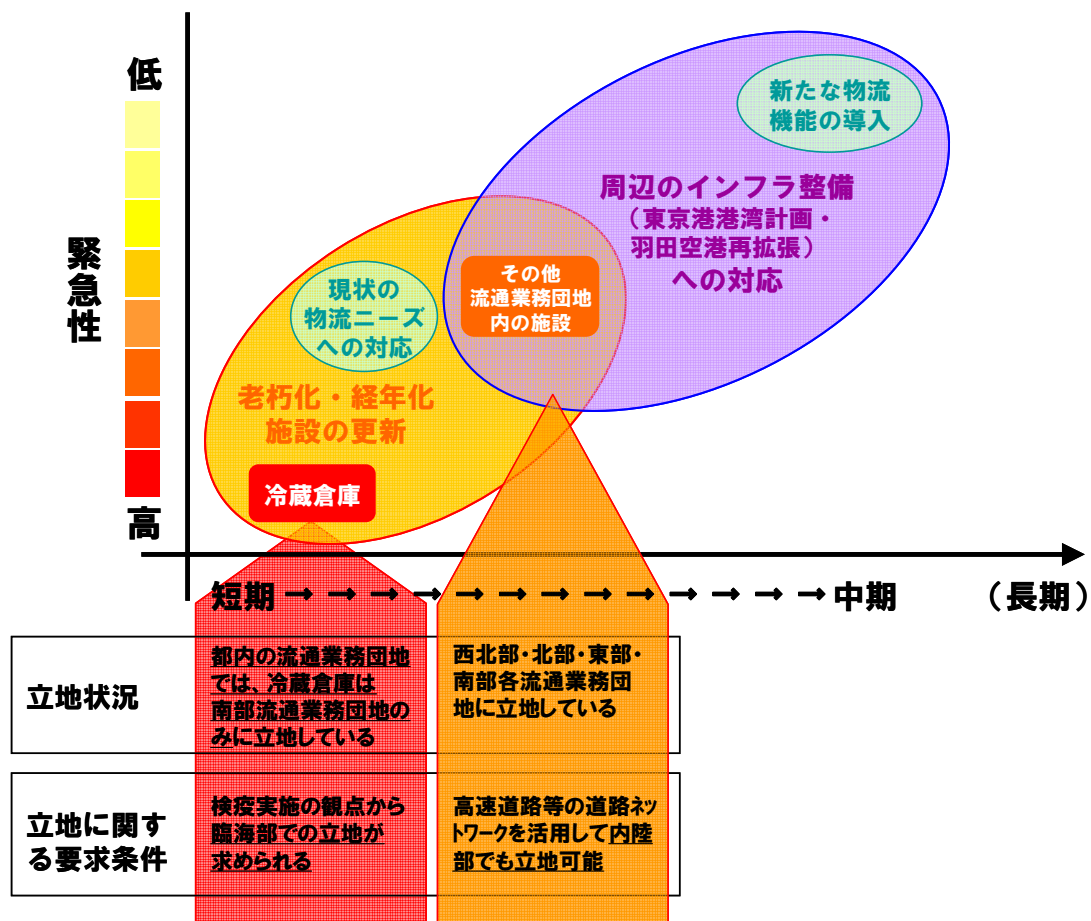 低
緊急性
高
新たな物流
機能の導入
周辺のインフラ整備
（東京港港湾計画・
羽田空港再拡張）
への対応
その他
流通業務団地
内の施設
現状の
物流ニーズ
への対応
老朽化・経年化
施設の更新
冷蔵倉庫
短期
中期
（長期）
立地状況
都内の流通業務団地
では、冷蔵倉庫は
南部流通業務団地の
みに立地している
西北部・北部・東部・
南部各流通業務団
地に立地している
立地に関す
る要求条件
検疫実施の観点から
臨海部での立地が
求められる
高速道路等の道路ネッ
トワークを活用して内陸
部でも立地可能